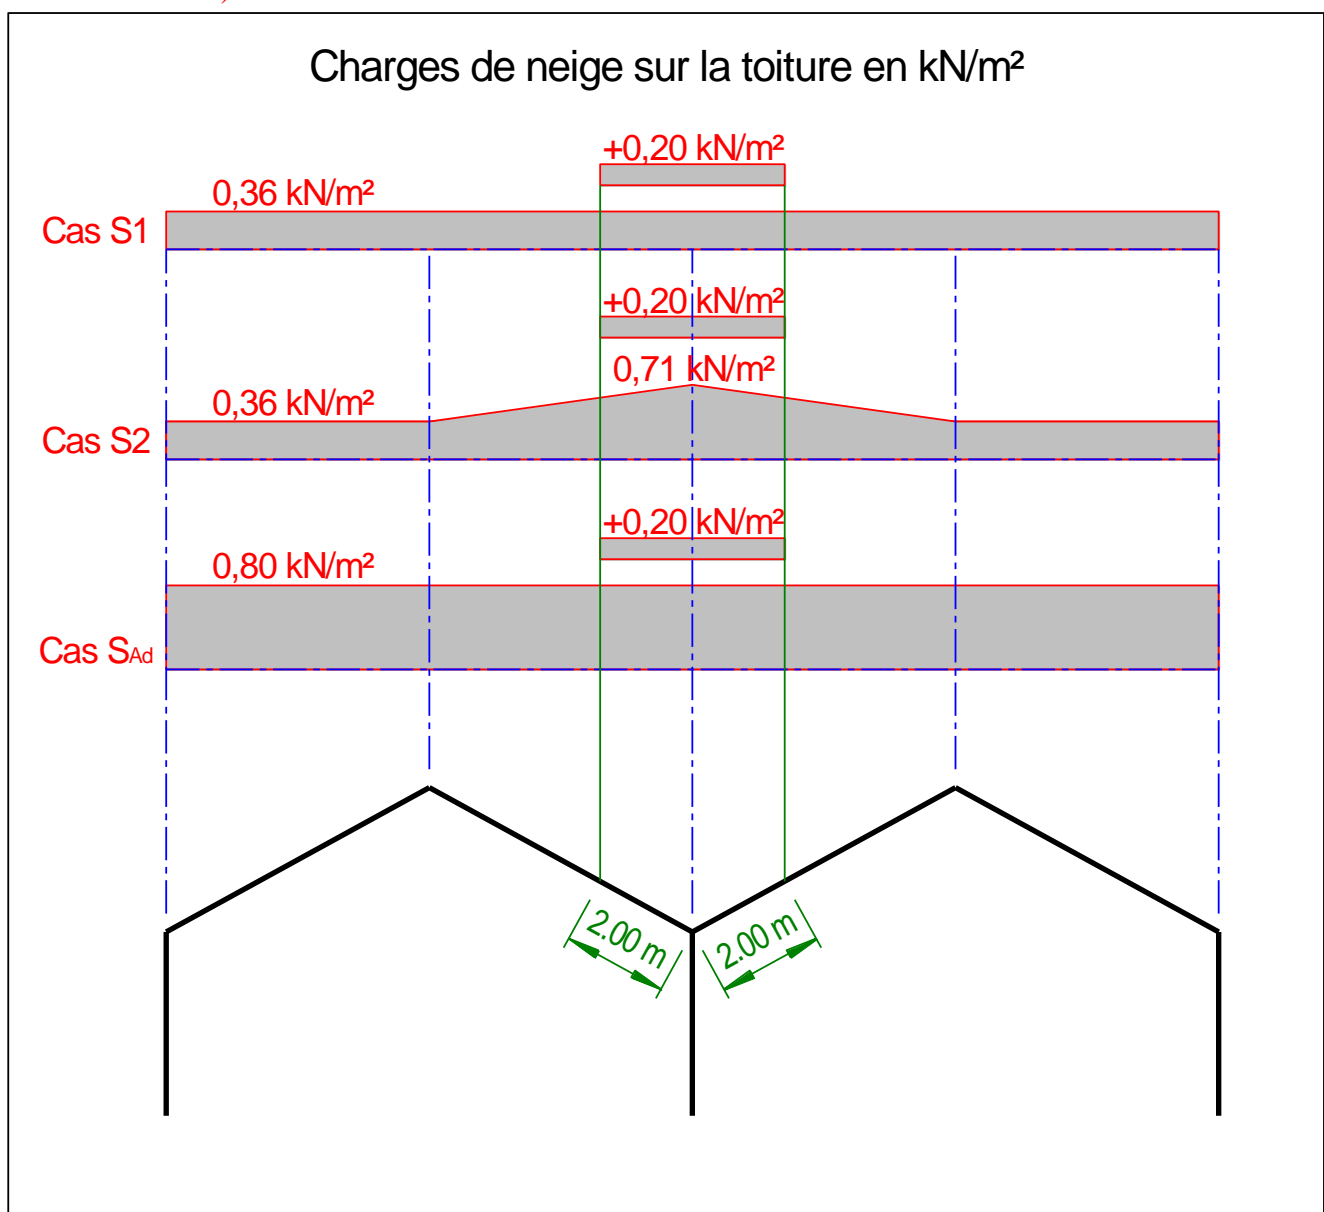 Charges de neige sur la toiture en kN/m²
+0,20 kN/m²
0,36 kN/m²
Cas S1
+0,20 kN/m²
0,71 kN/m²
0,36 kN/m²
Cas S2
+0,20 kN/m²
0,80 kN/m²
Cas SAd
2.00 m
2.00 m